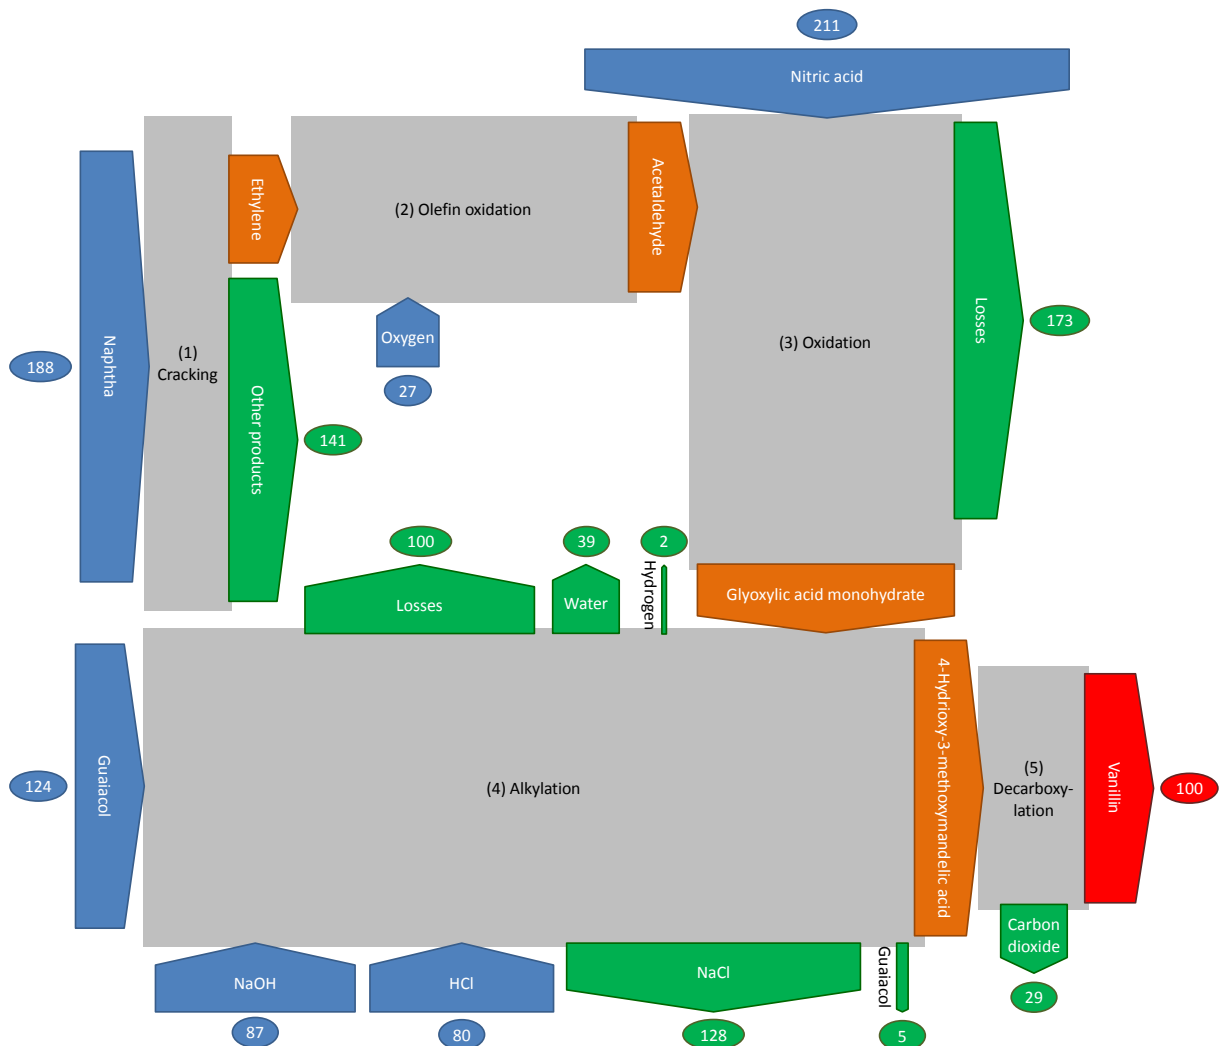 211
Nitric acid
Naphtha
188
(1)
Cracking
Ethylene
Other products
141
(2) Olefin oxidation
Oxygen
27
Acetaldehyde
(3) Oxidation
Losses
173
100
Losses
39
Water
2
Hydrogen
Glyoxylic acid monohydrate
Guaiacol
124
(4) Alkylation
4-Hydrioxy-3-methoxymandelic acid
(5)
Decarboxy-
lation
Vanillin
100
NaOH
87
HCl
80
NaCl
128
Guaiacol
5
Carbon
dioxide
29